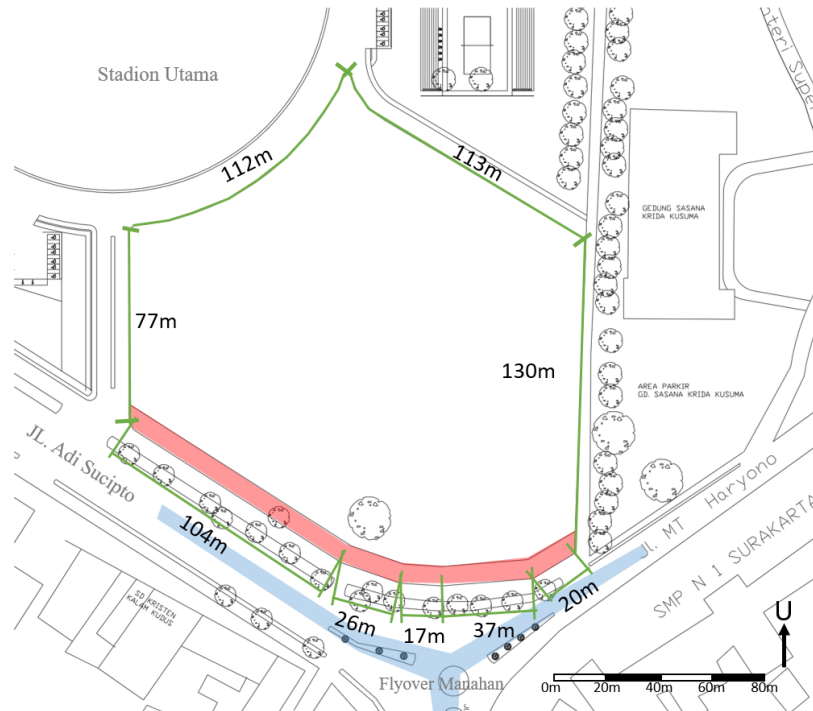 Stadion Utama
112m
113m
GEDUNG SASANA
KRIDA KUSUMA
77m
130m
AREA PARKIR
GD. SASANA KRIDA KUSUMA
JL. Adi Sucipto
104m
Jl. MT Haryono
SMP N 1 SURAKARTA
SD KRISTEN
KALAM KUDUS
26m
17m
37m
20m
U
Flyover Manahan
0m 20m 40m 60m 80m